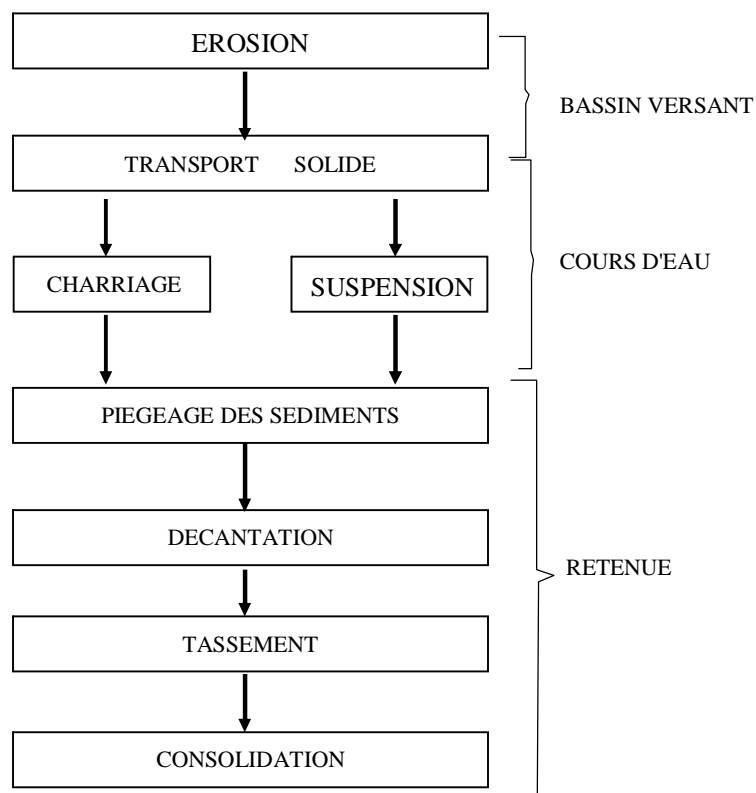 EROSION
BASSIN VERSANT
TRANSPORT SOLIDE
COURS D'EAU
CHARRIAGE
SUSPENSION
PIEGEAGE DES SEDIMENTS
DECANTATION
RETENUE
TASSEMENT
CONSOLIDATION